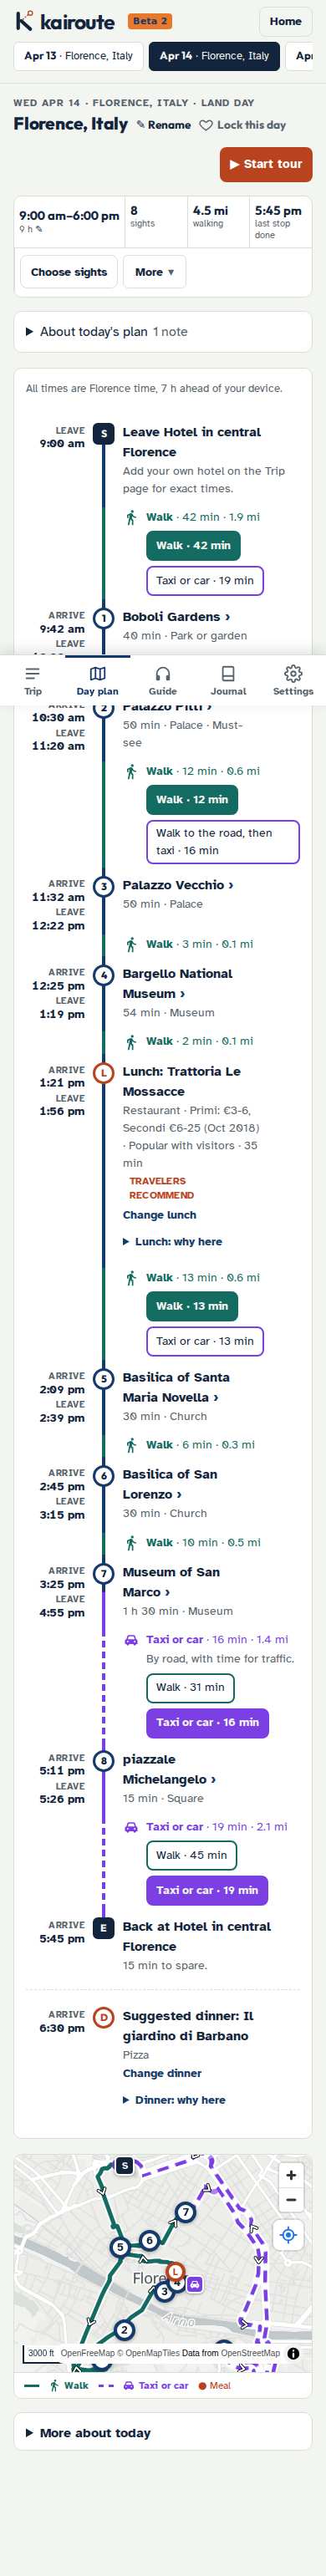 kairoute Beta 2 Home
Apr 13 · Florence, Italy Apr 14 · Florence, Italy
WED APR 14 · FLORENCE, ITALY · LAND DAY
Florence, Italy ✎ Rename Lock this day
▶ Start tour
9:00 am–6:00 pm 8 4.5 mi 5:45 pm
9 h ✎ sights walking last stop
done
Choose sights More ▾
▶ About today's plan 1 note
All times are Florence time, 7 h ahead of your device.
LEAVE S Leave Hotel in central
9:00 am Florence
Add your own hotel on the Trip
page for exact times.
Walk · 42 min · 1.9 mi
Walk · 42 min
Taxi or car · 19 min
ARRIVE 1 Boboli Gardens ›
9:42 am 40 min · Park or garden
LEAVE
Trip Day plan Guide Journal Settings
2 Palazzo Pitti ›
10:30 am 50 min · Palace · Must-
LEAVE see
11:20 am
Walk · 12 min · 0.6 mi
Walk · 12 min
Walk to the road, then
taxi · 16 min
ARRIVE 3 Palazzo Vecchio ›
11:32 am 50 min · Palace
LEAVE
12:22 pm
Walk · 3 min · 0.1 mi
ARRIVE 4 Bargello National
12:25 pm Museum ›
LEAVE 54 min · Museum
1:19 pm
Walk · 2 min · 0.1 mi
ARRIVE L Lunch: Trattoria Le
1:21 pm Mossacce
LEAVE Restaurant · Primi: €3-6,
1:56 pm Secondi €6-25 (Oct 2018)
· Popular with visitors · 35
min
TRAVELERS
RECOMMEND
Change lunch
▶ Lunch: why here
Walk · 13 min · 0.6 mi
Walk · 13 min
Taxi or car · 13 min
ARRIVE 5 Basilica of Santa
2:09 pm Maria Novella ›
LEAVE 30 min · Church
2:39 pm
Walk · 6 min · 0.3 mi
ARRIVE 6 Basilica of San
2:45 pm Lorenzo ›
LEAVE 30 min · Church
3:15 pm
Walk · 10 min · 0.5 mi
ARRIVE 7 Museum of San
3:25 pm Marco ›
LEAVE 1 h 30 min · Museum
4:55 pm
Taxi or car · 16 min · 1.4 mi
By road, with time for traffic.
Walk · 31 min
Taxi or car · 16 min
ARRIVE 8 piazzale
5:11 pm Michelangelo ›
LEAVE 15 min · Square
5:26 pm
Taxi or car · 19 min · 2.1 mi
Walk · 45 min
Taxi or car · 19 min
ARRIVE E Back at Hotel in central
5:45 pm Florence
15 min to spare.
ARRIVE D Suggested dinner: Il
6:30 pm giardino di Barbano
Pizza
Change dinner
▶ Dinner: why here
S
+
−
7
6
5
L
Flore 3 4
Arno
2
3000 ft OpenFreeMap © OpenMapTiles Data from OpenStreetMap
Walk Taxi or car Meal
▶ More about today